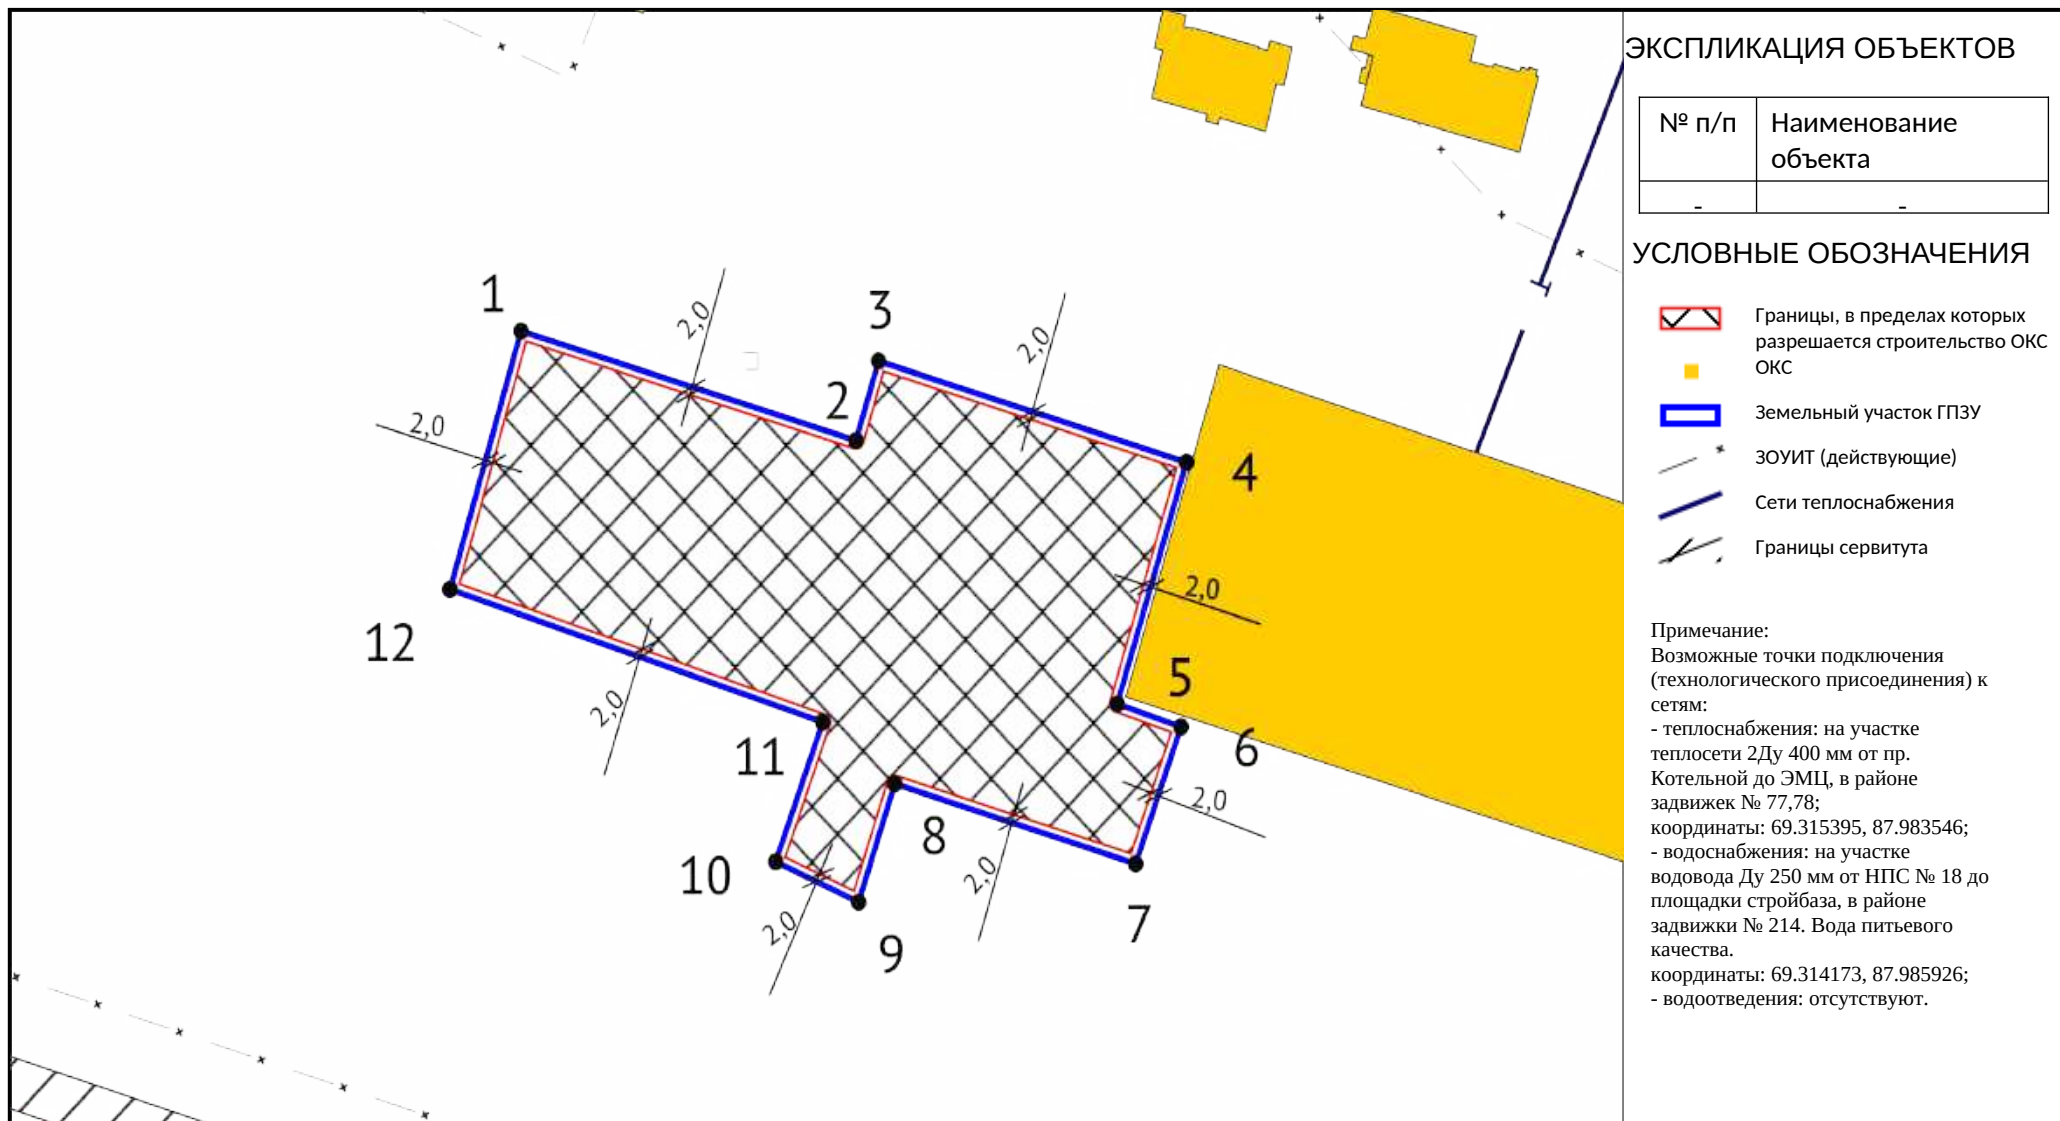 ЭКСПЛИКАЦИЯ ОБЪЕКТОВ
№ п/п Наименование
объекта
- -
УСЛОВНЫЕ ОБОЗНАЧЕНИЯ
Границы, в пределах которых
разрешается строительство ОКС
ОКС
Земельный участок ГПЗУ
ЗОУИТ (действующие)
Сети теплоснабжения
Границы сервитута
Примечание:
Возможные точки подключения
(технологического присоединения) к
сетям:
- теплоснабжения: на участке
теплосети 2Ду 400 мм от пр.
Котельной до ЭМЦ, в районе
задвижек № 77,78;
координаты: 69.315395, 87.983546;
- водоснабжения: на участке
водовода Ду 250 мм от НПС № 18 до
площадки стройбаза, в районе
задвижки № 214. Вода питьевого
качества.
координаты: 69.314173, 87.985926;
- водоотведения: отсутствуют.
1
2,0
3
2,0
2
2,0
4
2,0
12
5
2,0
11
6
2,0
8
10
2,0
7
2,0
9